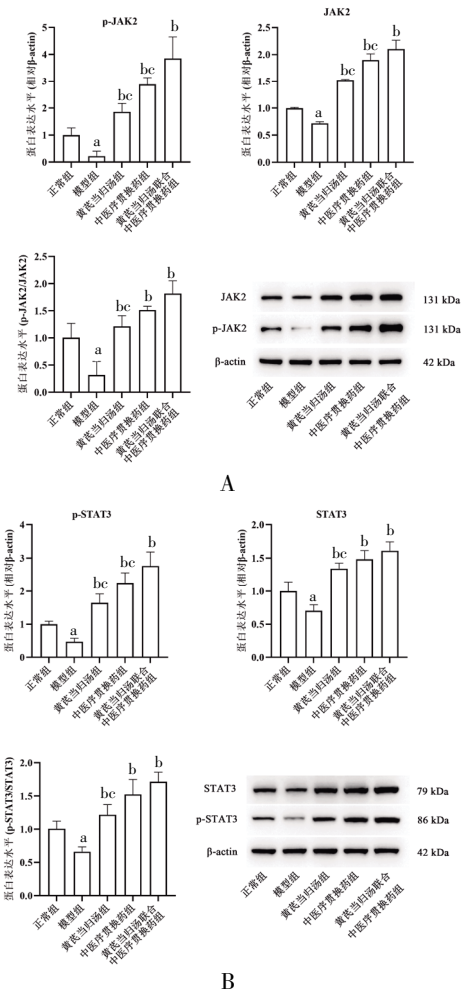 p-JAK2
蛋白表达水平 (相对β-actin)
5
4
3
2
1
0
a
bc
bc
b
正常组
模型组
黄芪当归汤组
中医序贯换药组
黄芪当归汤联合
中医序贯换药组
JAK2
蛋白表达水平 (相对β-actin)
2.5
2.0
1.5
1.0
0.5
0.0
a
bc
bc
b
正常组
模型组
黄芪当归汤组
中医序贯换药组
黄芪当归汤联合
中医序贯换药组
蛋白表达水平 (p-JAK2/JAK2)
2.5
2.0
1.5
1.0
0.5
0.0
a
bc
b
b
正常组
模型组
黄芪当归汤组
中医序贯换药组
黄芪当归汤联合
中医序贯换药组
JAK2 131 kDa
p-JAK2 131 kDa
β-actin 42 kDa
正常组
模型组
黄芪当归汤组
中医序贯换药组
黄芪当归汤联合
中医序贯换药组
A
p-STAT3
蛋白表达水平 (相对β-actin)
4
3
2
1
0
a
bc
b
b
正常组
模型组
黄芪当归汤组
中医序贯换药组
黄芪当归汤联合
中医序贯换药组
STAT3
蛋白表达水平 (相对β-actin)
2.0
1.5
1.0
0.5
0.0
a
bc
b
b
正常组
模型组
黄芪当归汤组
中医序贯换药组
黄芪当归汤联合
中医序贯换药组
蛋白表达水平 (p-STAT3/STAT3)
2.0
1.5
1.0
0.5
0.0
a
bc
b
b
正常组
模型组
黄芪当归汤组
中医序贯换药组
黄芪当归汤联合
中医序贯换药组
STAT3 79 kDa
p-STAT3 86 kDa
β-actin 42 kDa
正常组
模型组
黄芪当归汤组
中医序贯换药组
黄芪当归汤联合
中医序贯换药组
B